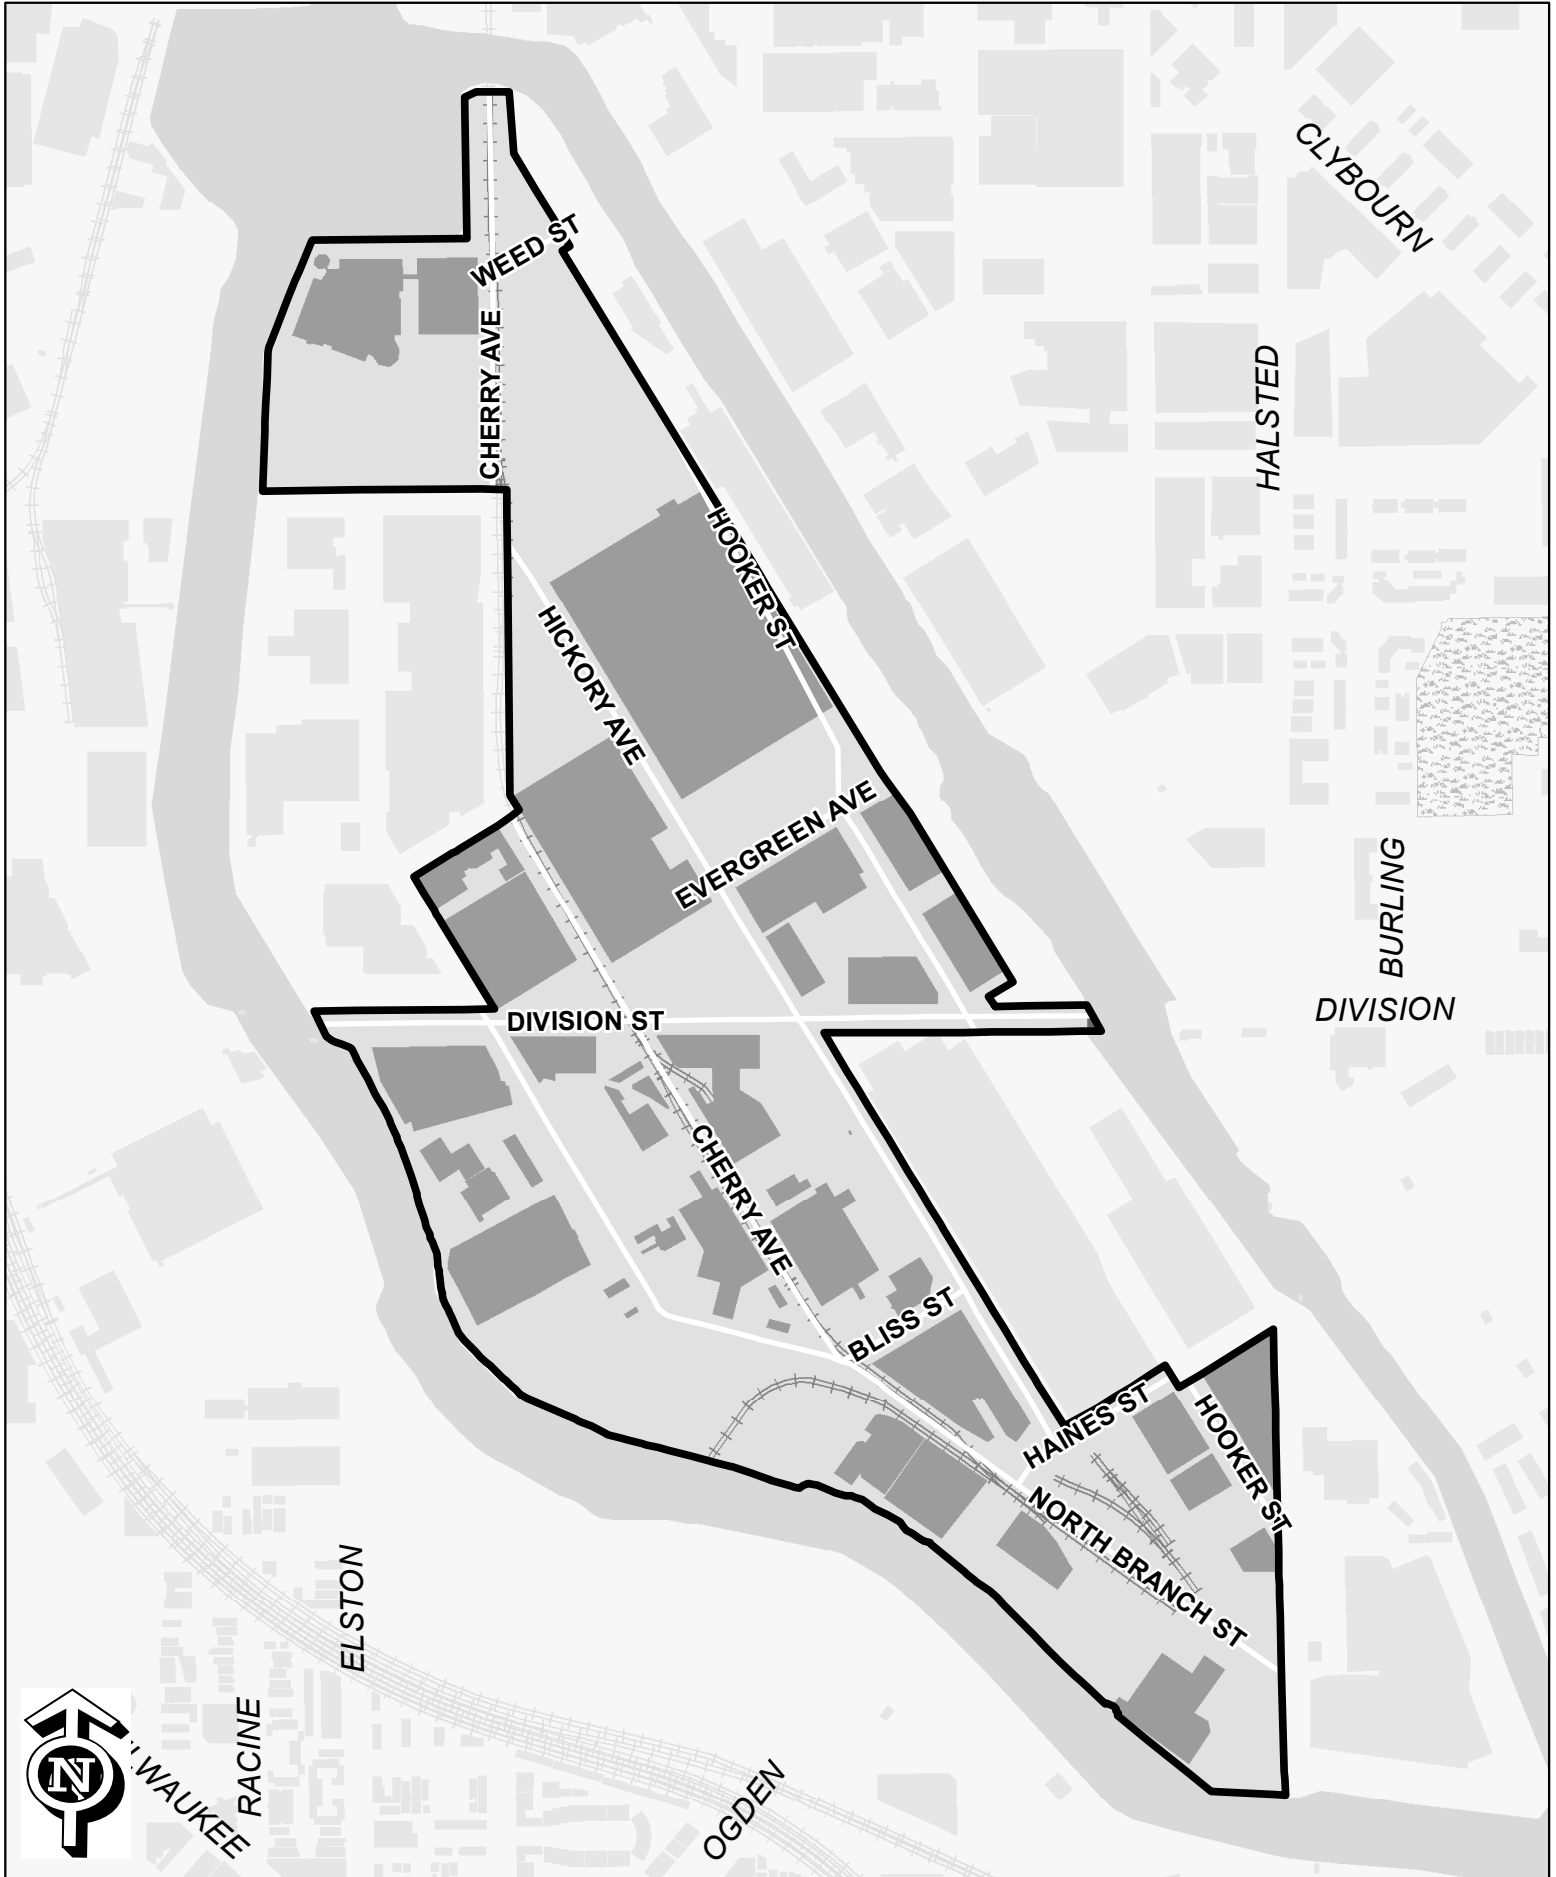 CLYBOURN
WEED ST
CHERRY AVE
HALSTED
HOOKER ST
HICKORY AVE
EVERGREEN AVE
BURLING
DIVISION
DIVISION ST
CHERRY AVE
BLISS ST
HAINES ST
HOOKER ST
NORTH BRANCH ST
ELSTON
RACINE
LWAUKEE
OGDEN
N